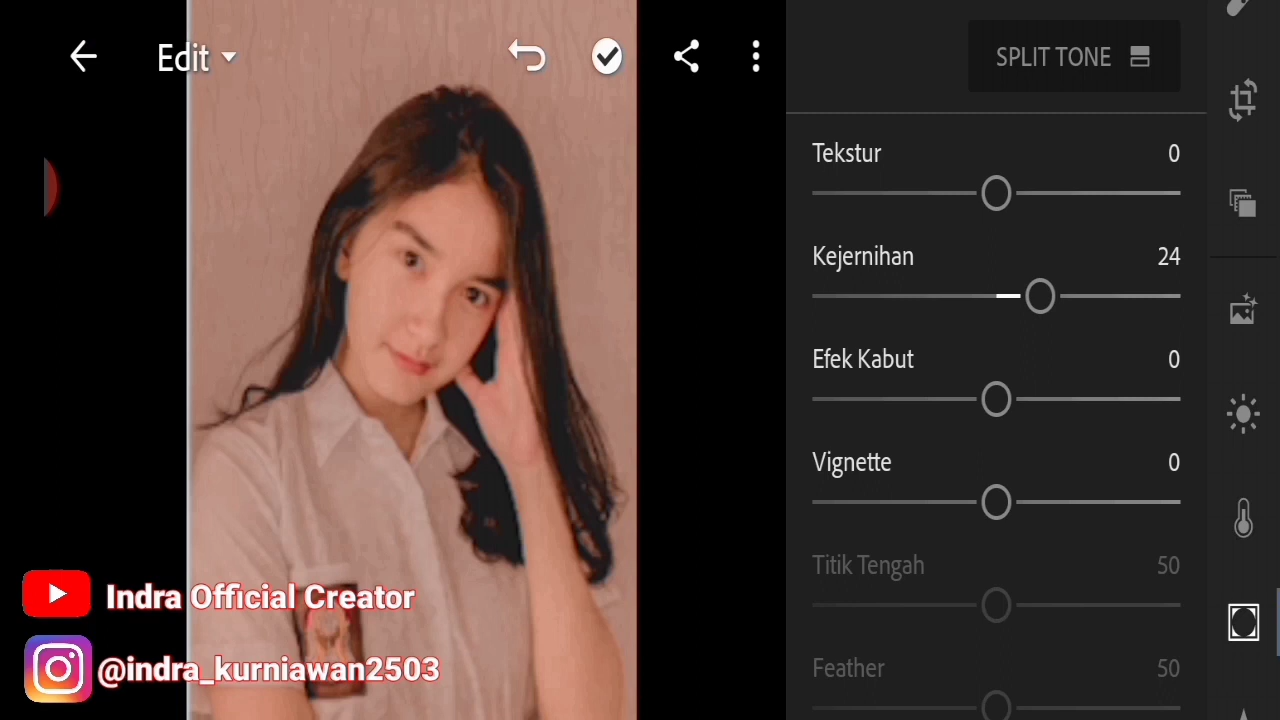 Edit
SPLIT TONE
Tekstur 0
Kejernihan 24
Efek Kabut 0
Vignette 0
Titik Tengah 50
Feather 50
Indra Official Creator
@indra_kurniawan2503